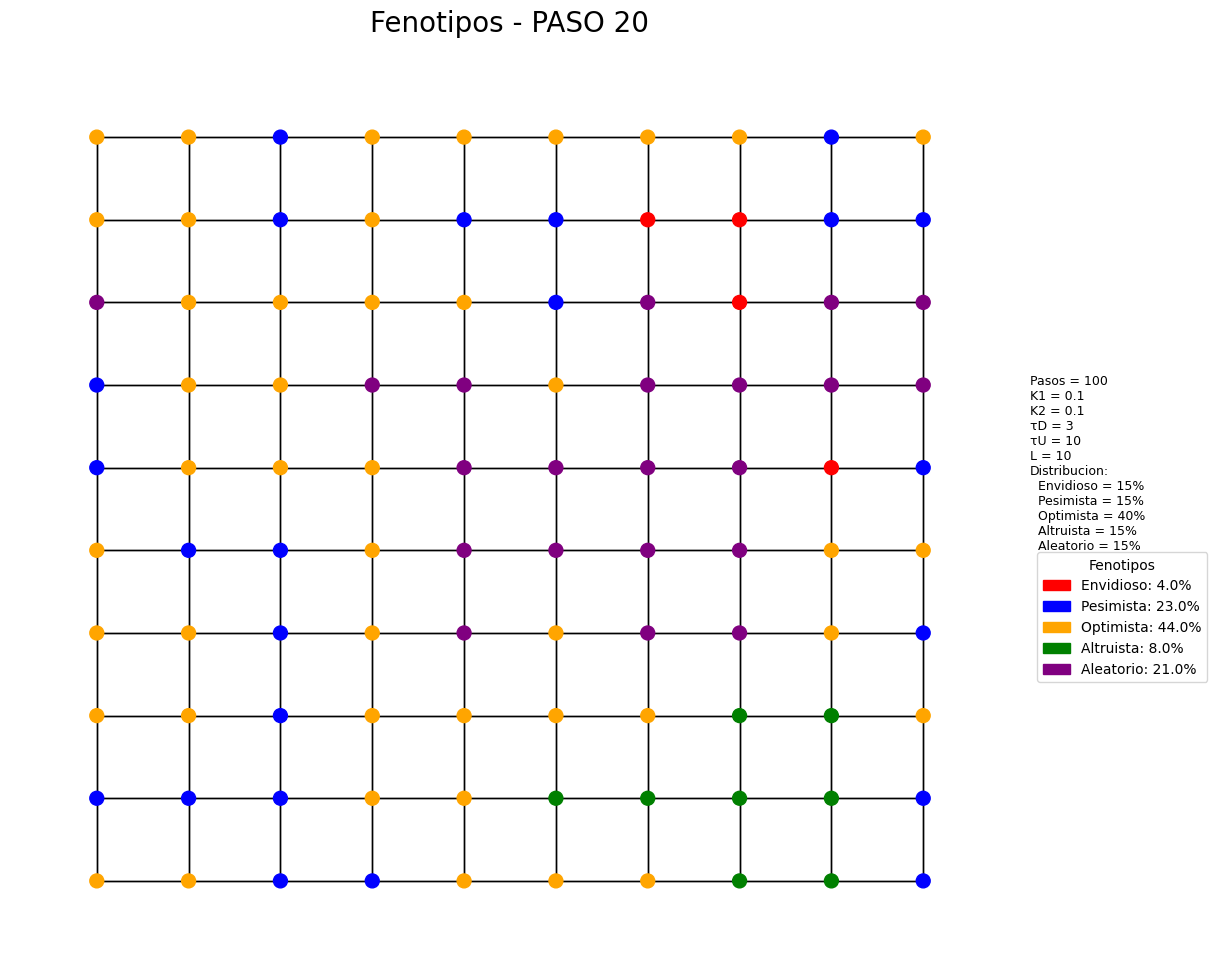 Fenotipos - PASO 20
Pasos = 100
K1 = 0.1
K2 = 0.1
τD = 3
τU = 10
L = 10
Distribucion:
Envidioso = 15%
Pesimista = 15%
Optimista = 40%
Altruista = 15%
Aleatorio = 15%
Fenotipos
Envidioso: 4.0%
Pesimista: 23.0%
Optimista: 44.0%
Altruista: 8.0%
Aleatorio: 21.0%